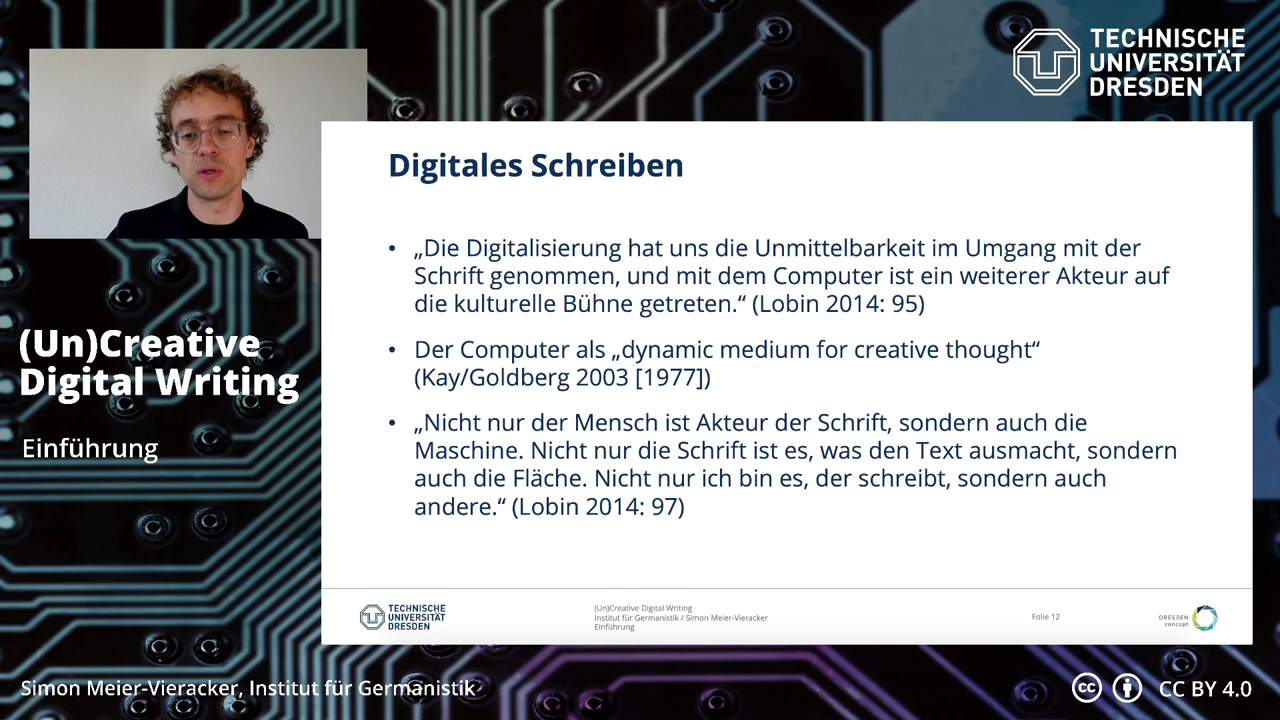 TECHNISCHE
UNIVERSITÄT
DRESDEN
Digitales Schreiben
• „Die Digitalisierung hat uns die Unmittelbarkeit im Umgang mit der
Schrift genommen, und mit dem Computer ist ein weiterer Akteur auf
die kulturelle Bühne getreten.“ (Lobin 2014: 95)
• Der Computer als „dynamic medium for creative thought“
(Kay/Goldberg 2003 [1977])
• „Nicht nur der Mensch ist Akteur der Schrift, sondern auch die
Maschine. Nicht nur die Schrift ist es, was den Text ausmacht, sondern
auch die Fläche. Nicht nur ich bin es, der schreibt, sondern auch
andere.“ (Lobin 2014: 97)
(Un)Creative
Digital Writing
Einführung
TECHNISCHE
UNIVERSITÄT
DRESDEN
(Un)Creative Digital Writing
Institut für Germanistik / Simon Meier-Vieracker
Einführung
Folie 12
DRESDEN
concept
Simon Meier-Vieracker, Institut für Germanistik
cc CC BY 4.0